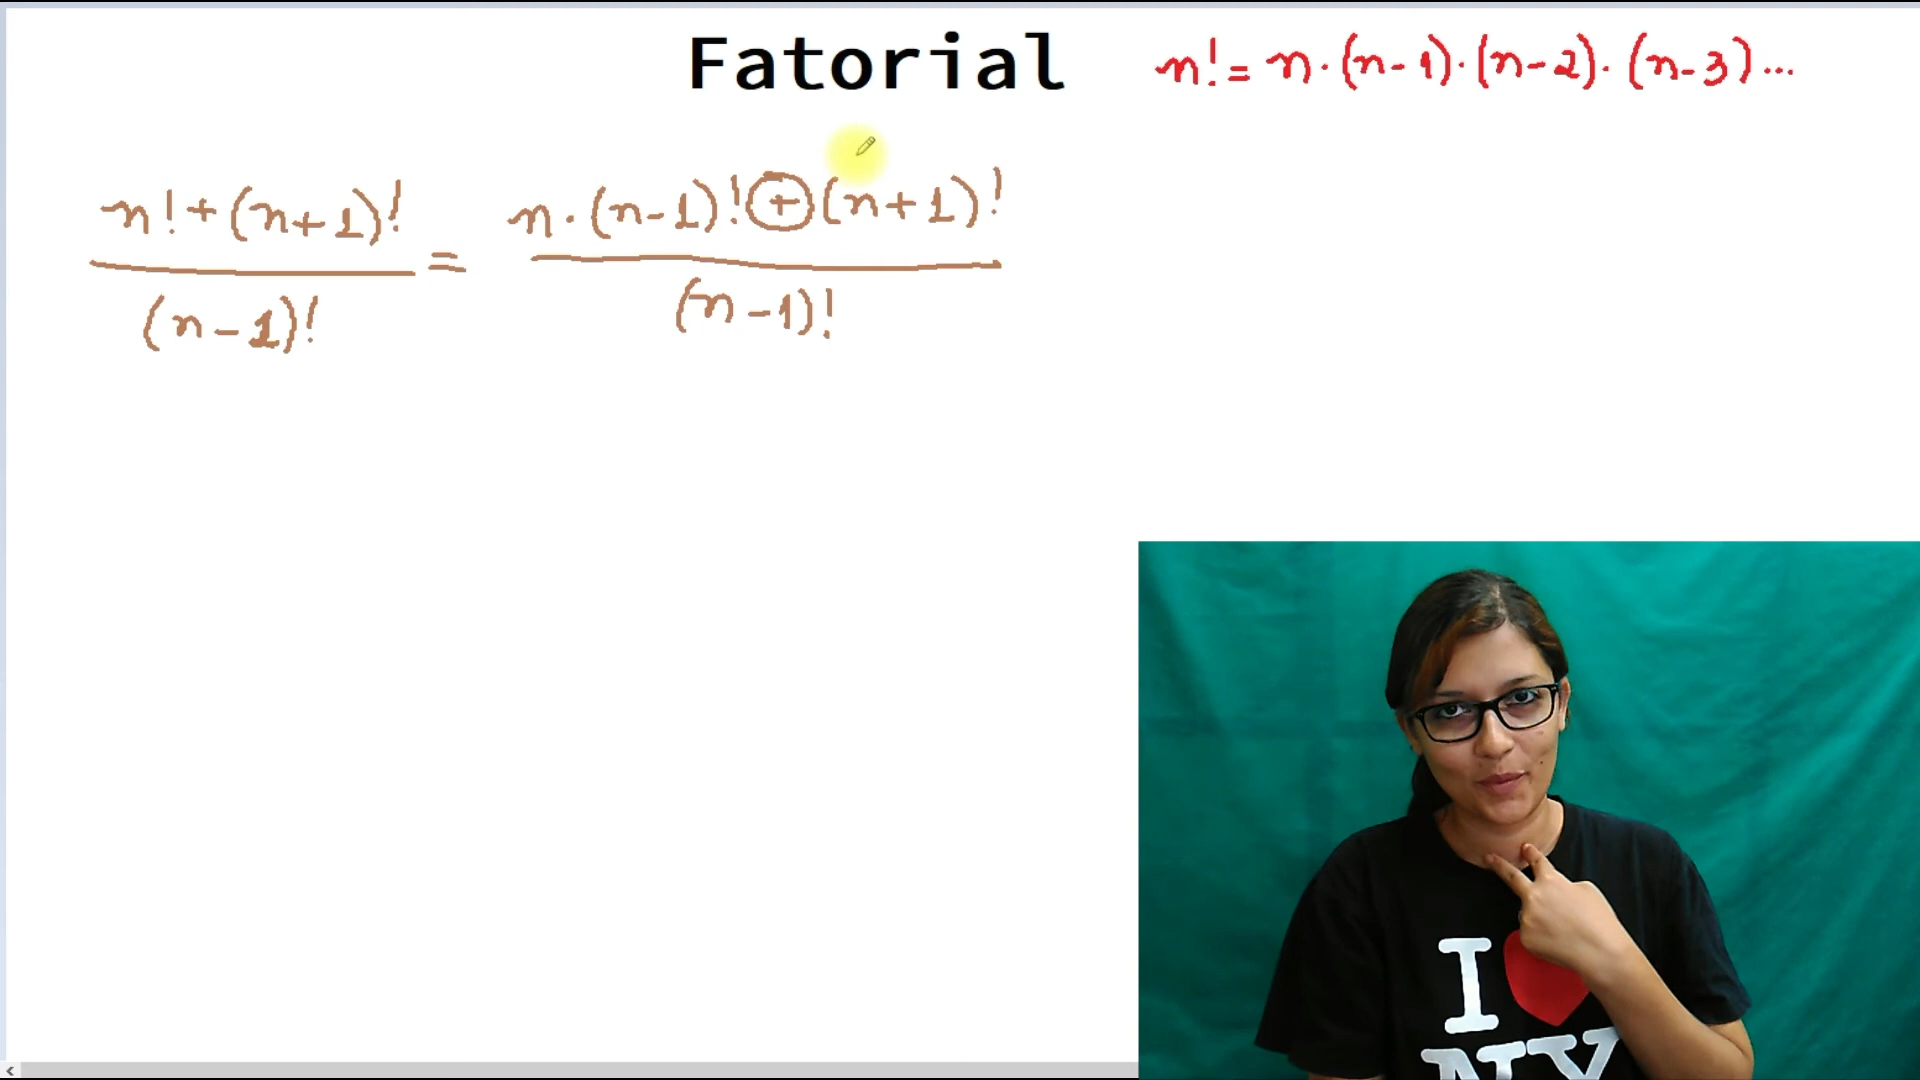 Fatorial
n! = n · (n-1) · (n-2) · (n-3) ...
n! + (n+1)! / (n-1)! = n · (n-1)! + (n+1)! / (n-1)!
I
NY